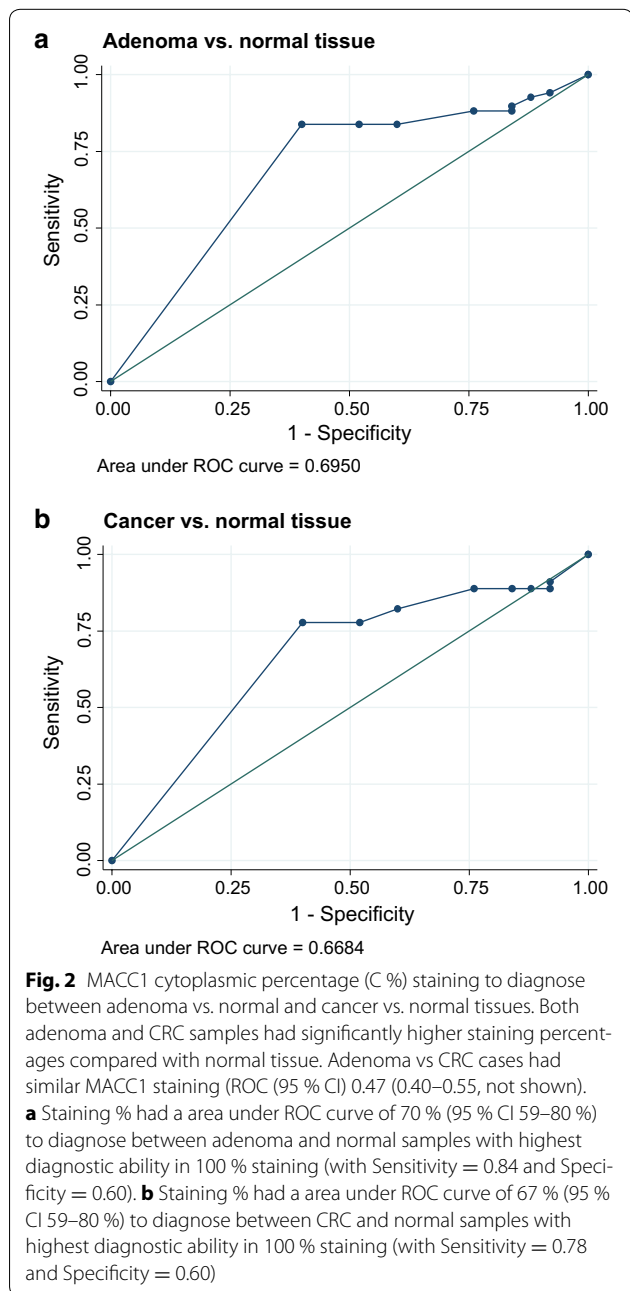 a Adenoma vs. normal tissue
1.00
0.75
0.50
0.25
0.00
Sensitivity
0.00 0.25 0.50 0.75 1.00
1 - Specificity
Area under ROC curve = 0.6950
b Cancer vs. normal tissue
1.00
0.75
0.50
0.25
0.00
Sensitivity
0.00 0.25 0.50 0.75 1.00
1 - Specificity
Area under ROC curve = 0.6684
Fig. 2 MACC1 cytoplasmic percentage (C %) staining to diagnose
between adenoma vs. normal and cancer vs. normal tissues. Both
adenoma and CRC samples had significantly higher staining percent-
ages compared with normal tissue. Adenoma vs CRC cases had
similar MACC1 staining (ROC (95 % CI) 0.47 (0.40–0.55, not shown).
a Staining % had a area under ROC curve of 70 % (95 % CI 59–80 %)
to diagnose between adenoma and normal samples with highest
diagnostic ability in 100 % staining (with Sensitivity = 0.84 and Speci-
ficity = 0.60). b Staining % had a area under ROC curve of 67 % (95 %
CI 59–80 %) to diagnose between CRC and normal samples with
highest diagnostic ability in 100 % staining (with Sensitivity = 0.78
and Specificity = 0.60)